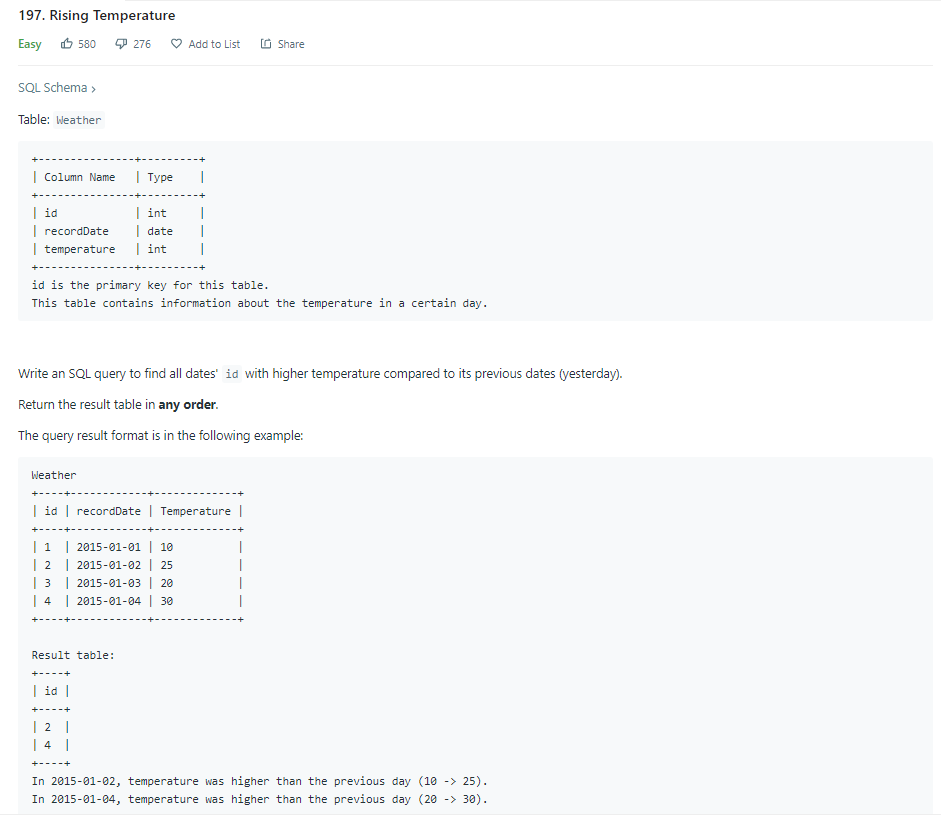 197. Rising Temperature
Easy 580 276 Add to List Share
SQL Schema >
Table: Weather
+---------------+---------+
| Column Name   | Type    |
+---------------+---------+
| id            | int     |
| recordDate    | date    |
| temperature   | int     |
+---------------+---------+
id is the primary key for this table.
This table contains information about the temperature in a certain day.
Write an SQL query to find all dates' id with higher temperature compared to its previous dates (yesterday).
Return the result table in any order.
The query result format is in the following example:
Weather
+----+------------+-------------+
| id | recordDate | Temperature |
+----+------------+-------------+
| 1  | 2015-01-01 | 10          |
| 2  | 2015-01-02 | 25          |
| 3  | 2015-01-03 | 20          |
| 4  | 2015-01-04 | 30          |
+----+------------+-------------+
Result table:
+----+
| id |
+----+
| 2  |
| 4  |
+----+
In 2015-01-02, temperature was higher than the previous day (10 -> 25).
In 2015-01-04, temperature was higher than the previous day (20 -> 30).